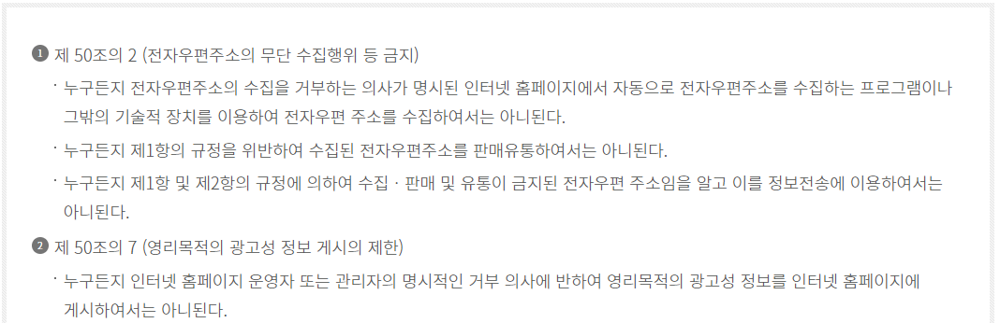 1 제 50조의 2 (전자우편주소의 무단 수집행위 등 금지)
· 누구든지 전자우편주소의 수집을 거부하는 의사가 명시된 인터넷 홈페이지에서 자동으로 전자우편주소를 수집하는 프로그램이나
그밖의 기술적 장치를 이용하여 전자우편 주소를 수집하여서는 아니된다.
· 누구든지 제1항의 규정을 위반하여 수집된 전자우편주소를 판매유통하여서는 아니된다.
· 누구든지 제1항 및 제2항의 규정에 의하여 수집 · 판매 및 유통이 금지된 전자우편 주소임을 알고 이를 정보전송에 이용하여서는
아니된다.
2 제 50조의 7 (영리목적의 광고성 정보 게시의 제한)
· 누구든지 인터넷 홈페이지 운영자 또는 관리자의 명시적인 거부 의사에 반하여 영리목적의 광고성 정보를 인터넷 홈페이지에
게시하여서는 아니된다.